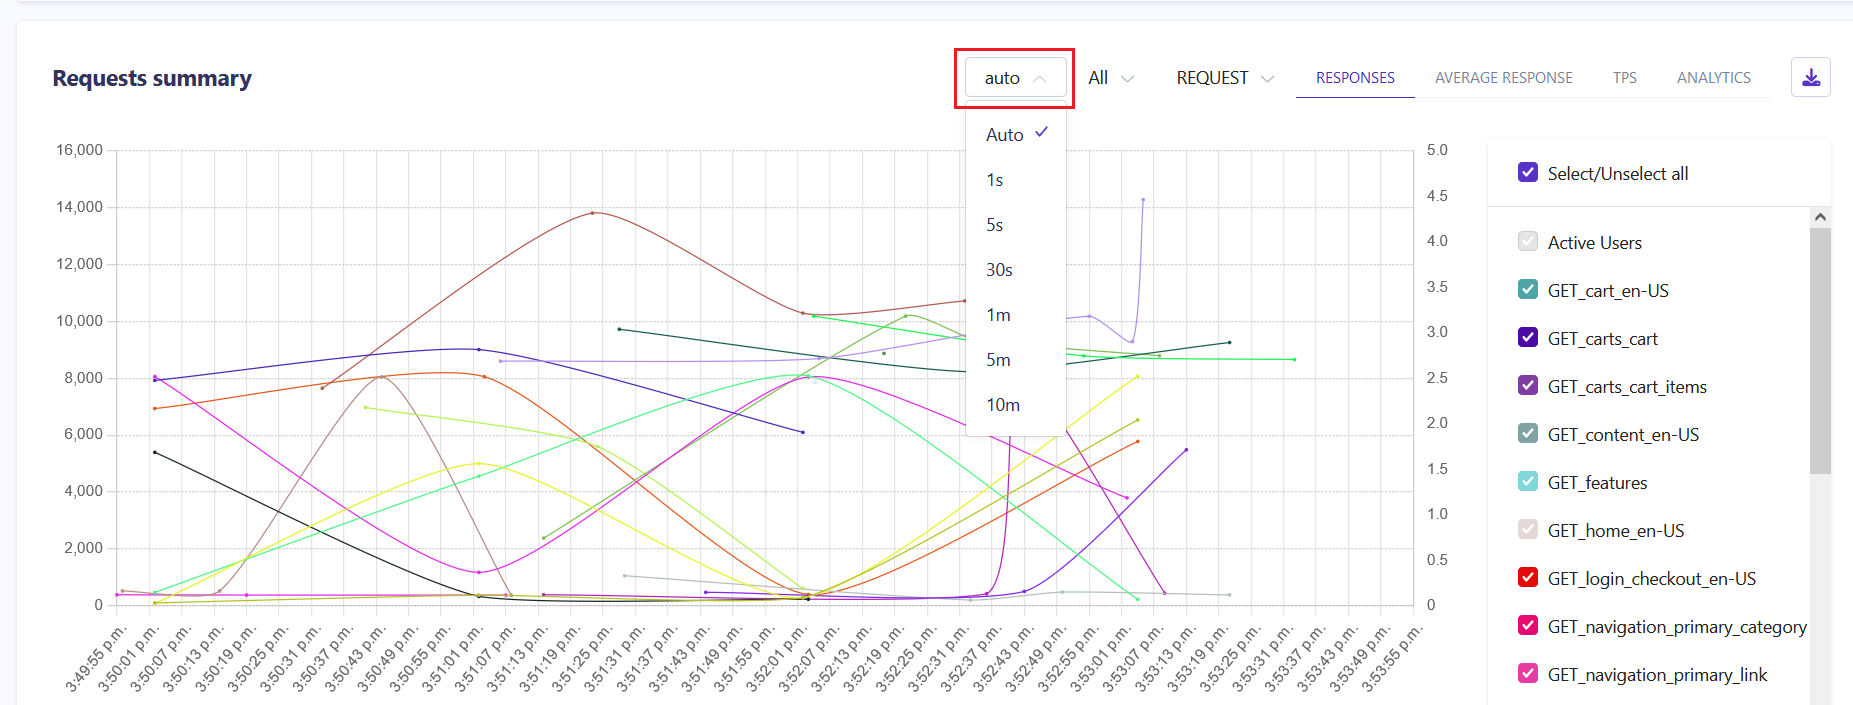 Requests summary
auto
All
REQUEST
RESPONSES
AVERAGE RESPONSE
TPS
ANALYTICS
Auto
1s
5s
30s
1m
5m
10m
16,000
14,000
12,000
10,000
8,000
6,000
4,000
2,000
0
5.0
4.5
4.0
3.5
3.0
2.5
2.0
1.5
1.0
0.5
0
3:49:55 p.m.
3:50:01 p.m.
3:50:07 p.m.
3:50:13 p.m.
3:50:19 p.m.
3:50:25 p.m.
3:50:31 p.m.
3:50:37 p.m.
3:50:43 p.m.
3:50:49 p.m.
3:50:55 p.m.
3:51:01 p.m.
3:51:07 p.m.
3:51:13 p.m.
3:51:19 p.m.
3:51:25 p.m.
3:51:31 p.m.
3:51:37 p.m.
3:51:43 p.m.
3:51:49 p.m.
3:51:55 p.m.
3:52:01 p.m.
3:52:07 p.m.
3:52:13 p.m.
3:52:19 p.m.
3:52:25 p.m.
3:52:31 p.m.
3:52:37 p.m.
3:52:43 p.m.
3:52:49 p.m.
3:52:55 p.m.
3:53:01 p.m.
3:53:07 p.m.
3:53:13 p.m.
3:53:19 p.m.
3:53:25 p.m.
3:53:31 p.m.
3:53:37 p.m.
3:53:43 p.m.
3:53:49 p.m.
3:53:55 p.m.
Select/Unselect all
Active Users
GET_cart_en-US
GET_carts_cart
GET_carts_cart_items
GET_content_en-US
GET_features
GET_home_en-US
GET_login_checkout_en-US
GET_navigation_primary_category
GET_navigation_primary_link